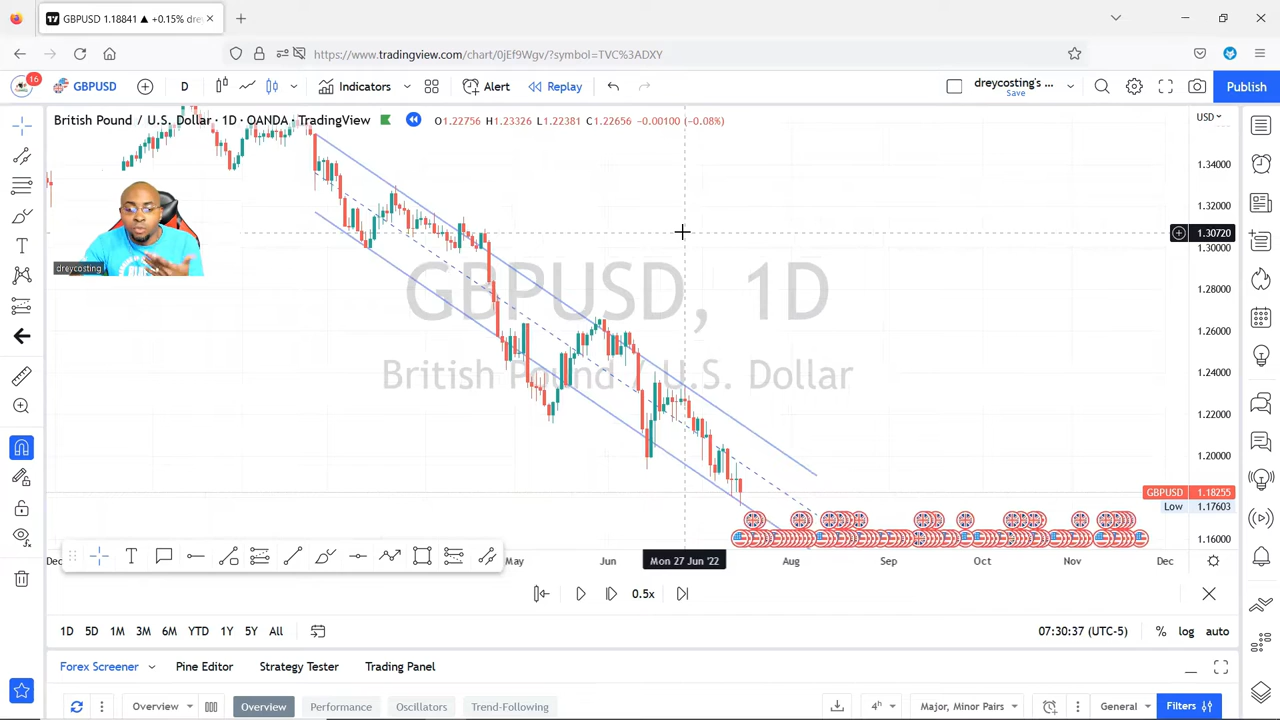 GBPUSD 1.18841 ▲ +0.15% dre
https://www.tradingview.com/chart/0jEf9Wgv/?symbol=TVC%3ADXY
16
GBPUSD
D
Indicators
Alert
Replay
dreycosting's ...
Save
Publish
British Pound / U.S. Dollar · 1D · OANDA · TradingView
O1.22756 H1.23326 L1.22381 C1.22656 -0.00100 (-0.08%)
USD
1.34000
1.32000
1.30720
1.30000
1.28000
1.26000
1.24000
1.22000
1.20000
GBPUSD 1.18255
Low 1.17603
1.16000
dreycosting
GBPUSD, 1D
British Pound / U.S. Dollar
Dec
May
Jun
Mon 27 Jun '22
Aug
Sep
Oct
Nov
Dec
0.5x
1D 5D 1M 3M 6M YTD 1Y 5Y All
07:30:37 (UTC-5)
% log auto
Forex Screener
Pine Editor
Strategy Tester
Trading Panel
Overview
Overview
Performance
Oscillators
Trend-Following
4h
Major, Minor Pairs
General
Filters